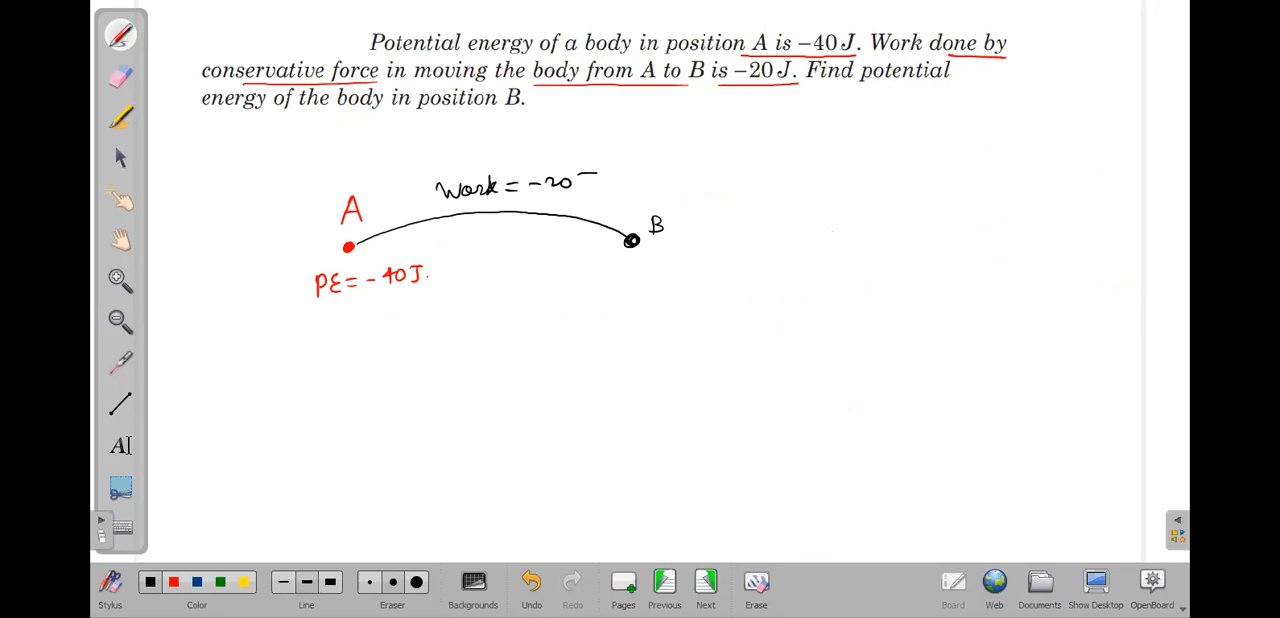 Potential energy of a body in position A is −40 J. Work done by
conservative force in moving the body from A to B is −20 J. Find potential
energy of the body in position B.
Work = -20
A
B
PE = -40J.
A
Stylus
Color
Line
Eraser
Backgrounds
Undo
Redo
Pages
Previous
Next
Erase
Board
Web
Documents
Show Desktop
OpenBoard